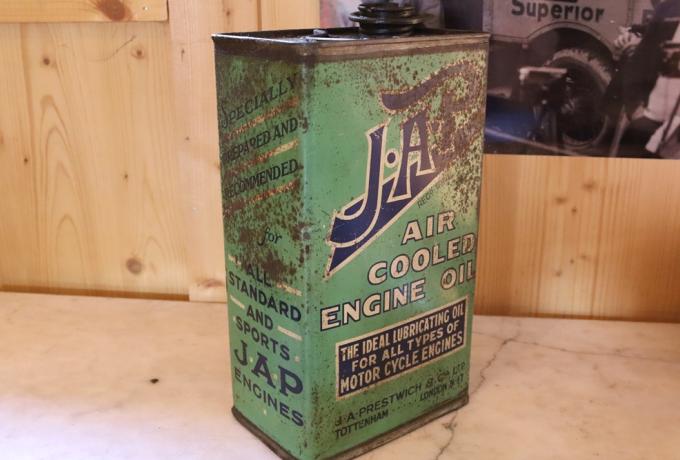 Superior
SPECIALLY
PREPARED AND
RECOMMENDED
for
ALL
STANDARD
AND
SPORTS
J.A.P
ENGINES
J.A.P
AIR
COOLED
ENGINE OIL
THE IDEAL LUBRICATING OIL
FOR ALL TYPES OF
MOTOR CYCLE ENGINES
J·A·PRESTWICH & Co LTD
TOTTENHAM LONDON N·17